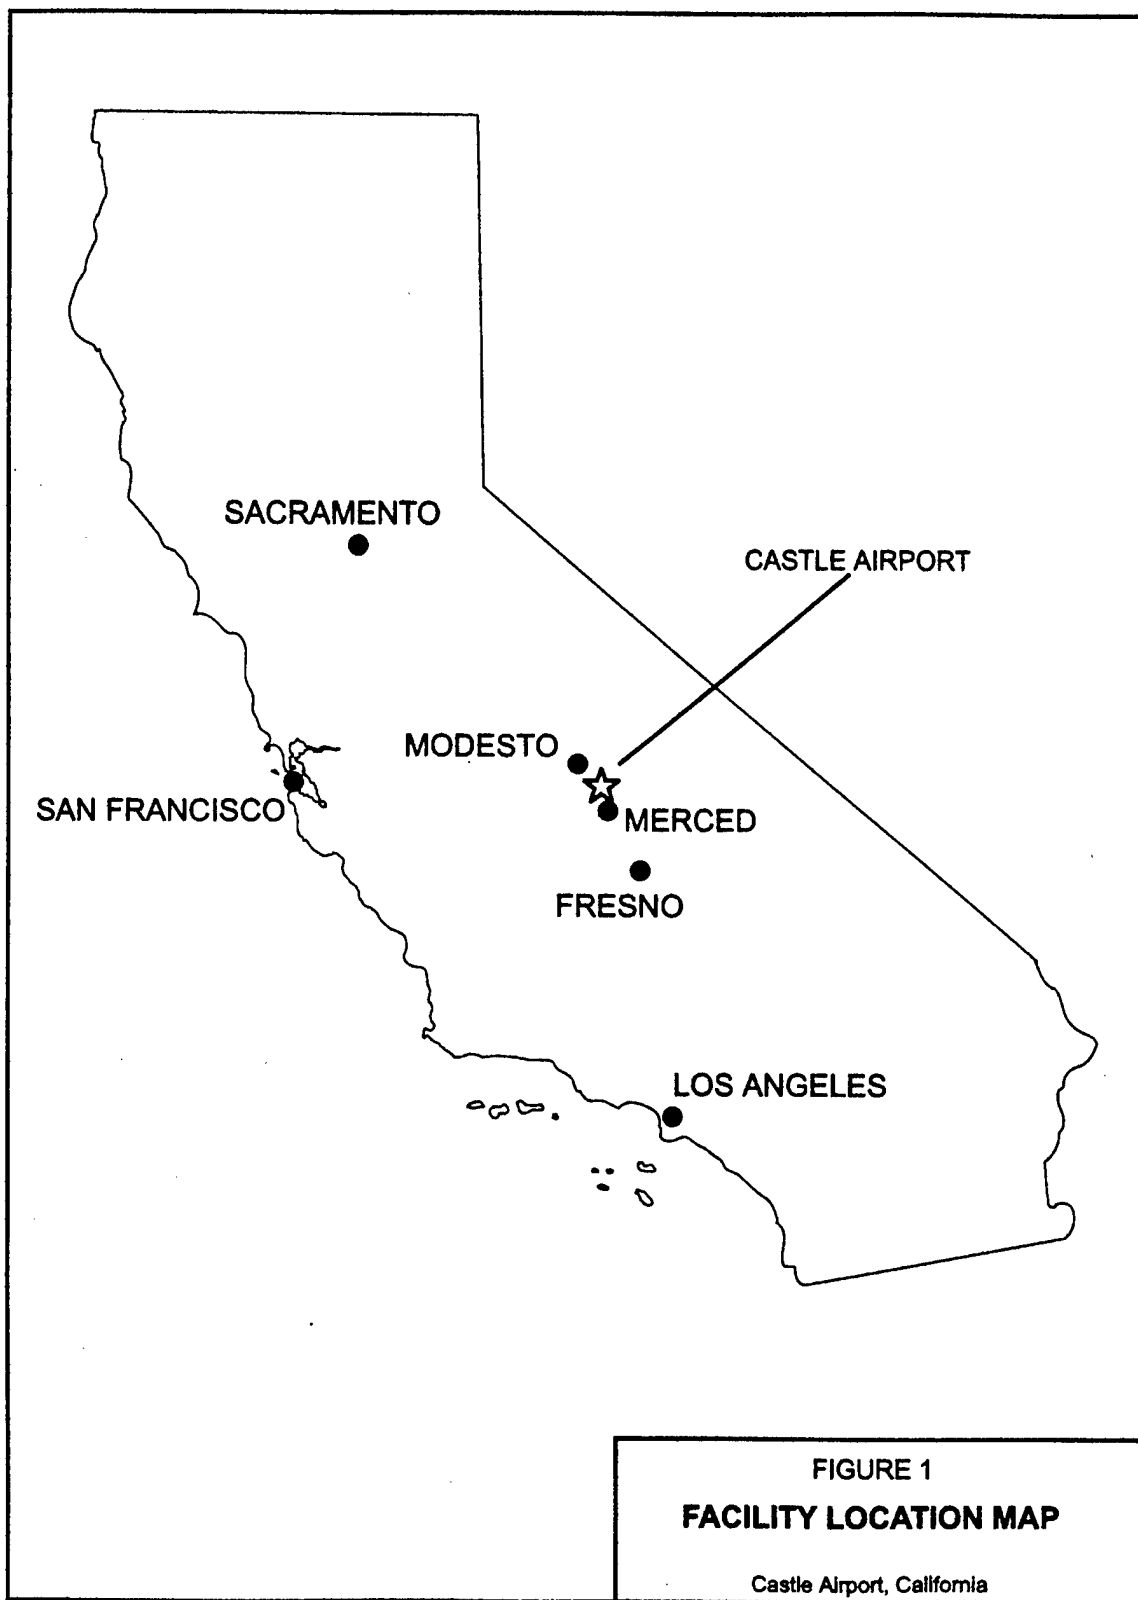 SACRAMENTO
CASTLE AIRPORT
MODESTO
SAN FRANCISCO
MERCED
FRESNO
LOS ANGELES
FIGURE 1
FACILITY LOCATION MAP
Castle Airport, California